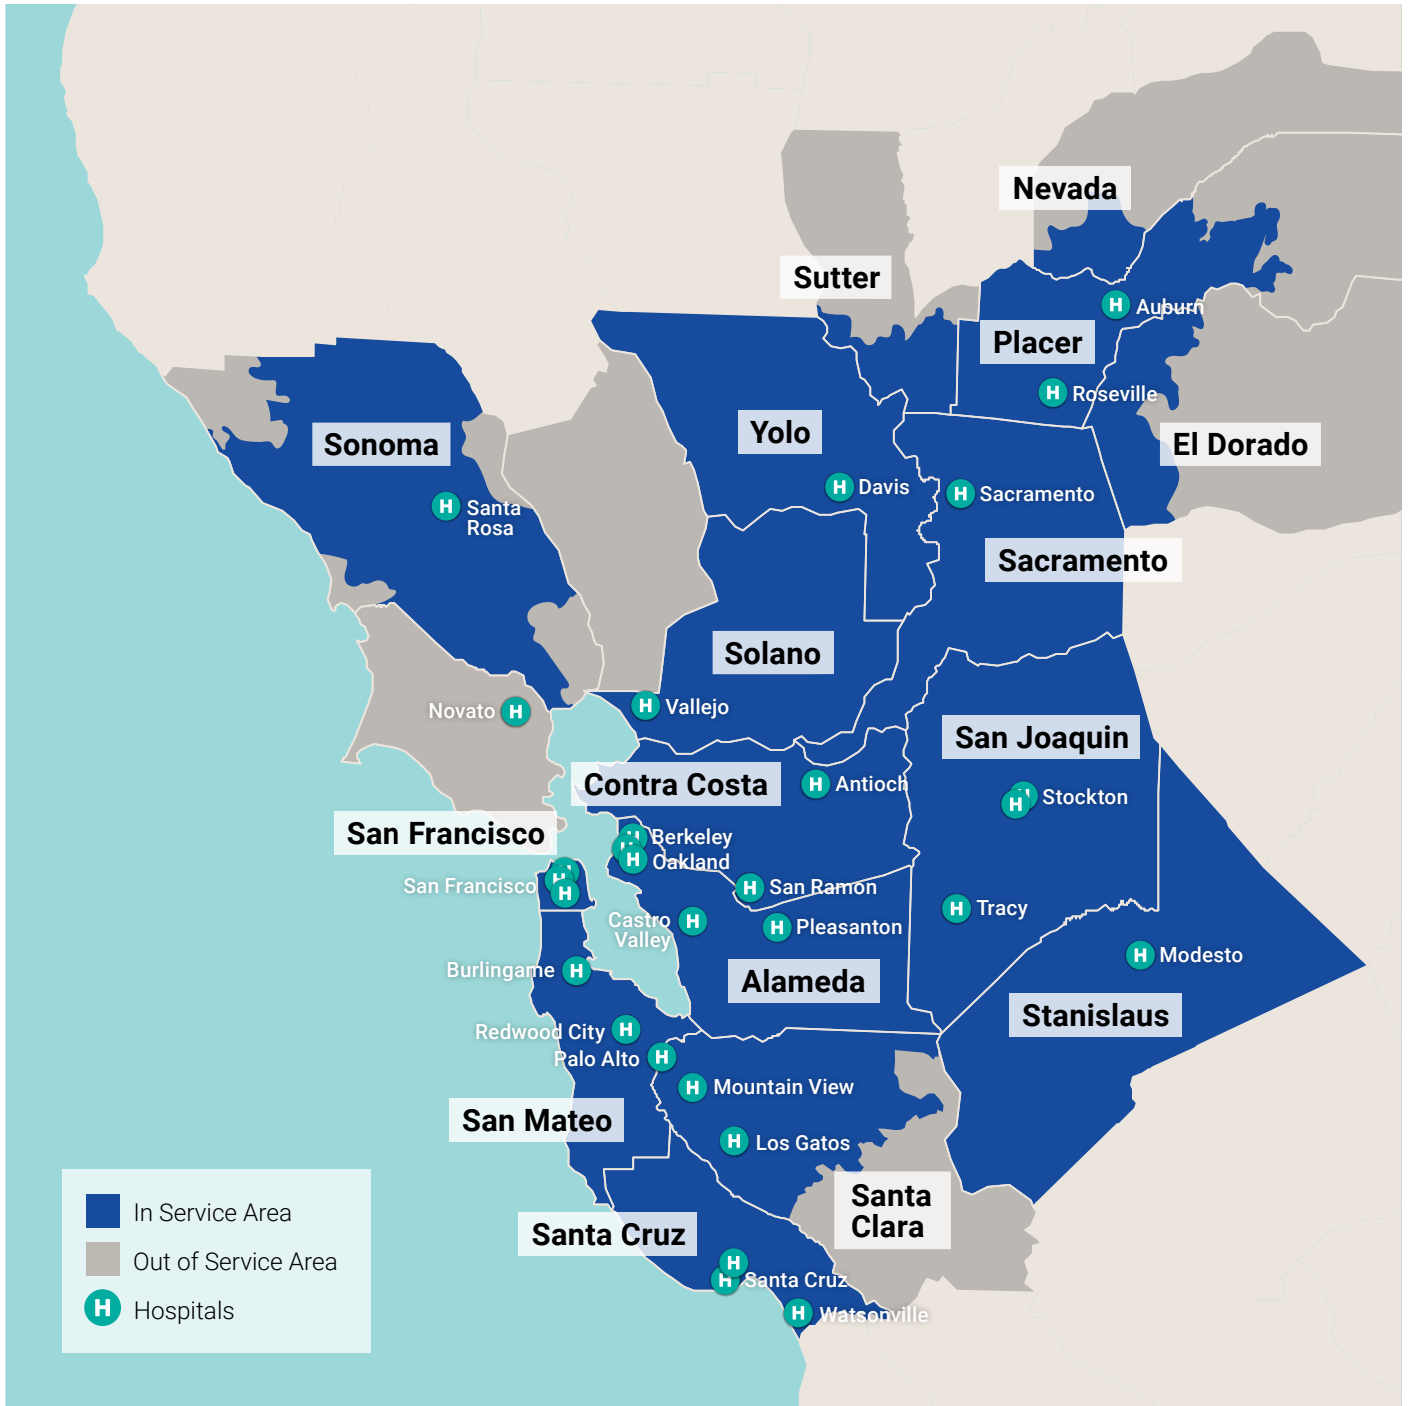 Nevada
Sutter
H Auburn
Placer
H Roseville
Yolo
Sonoma
El Dorado
H Davis
H Sacramento
H Santa
Rosa
Sacramento
Solano
H Vallejo
Novato H
San Joaquin
Contra Costa
H Antioch
H Stockton
H
San Francisco
H Berkeley
H
H Oakland
H
San Francisco H
H
H San Ramon
H Tracy
Castro H
Valley
H Pleasanton
H Modesto
Burlingame H
Alameda
Stanislaus
Redwood City H
Palo Alto H
H Mountain View
San Mateo
H Los Gatos
Santa
Clara
Santa Cruz
H
H Santa Cruz
H Watsonville
In Service Area
Out of Service Area
H Hospitals